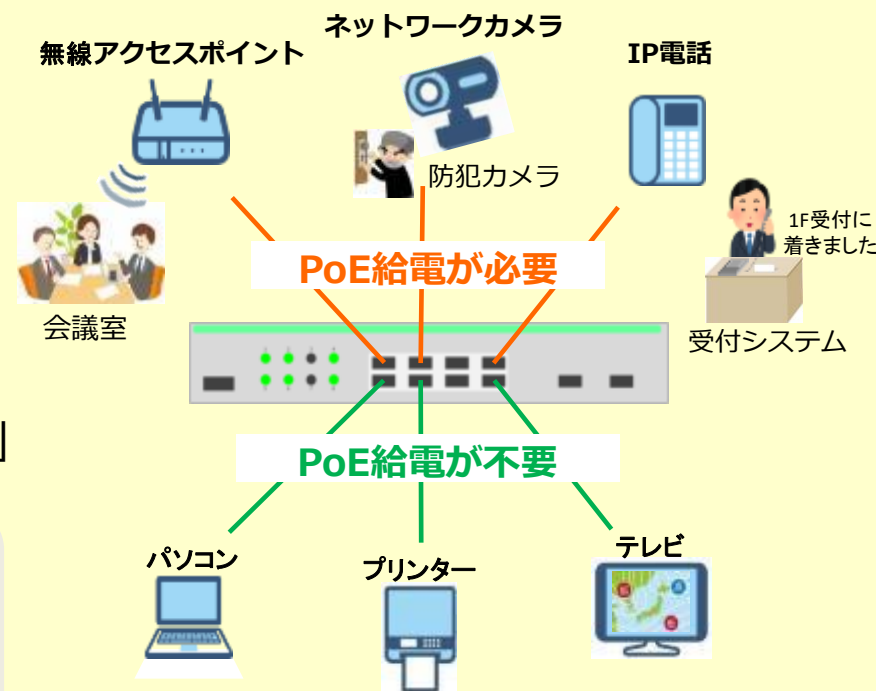 ネットワークカメラ
無線アクセスポイント
IP電話
防犯カメラ
1F受付に
着きました
PoE給電が必要
会議室
受付システム
PoE給電が不要
パソコン
プリンター
テレビ